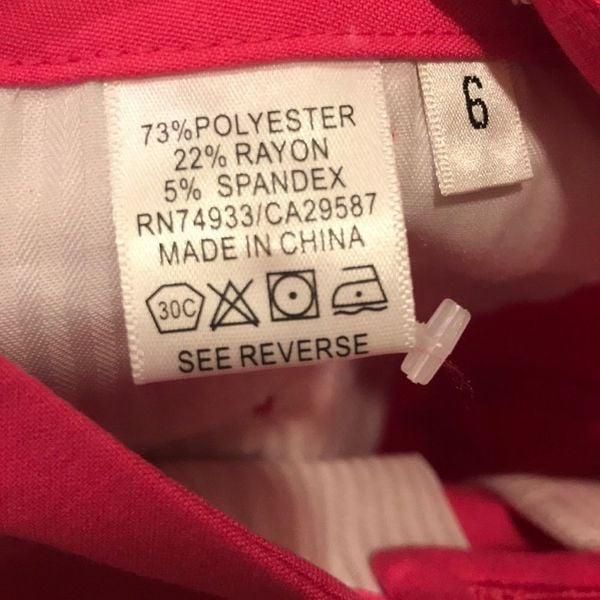 73%POLYESTER
22% RAYON
5% SPANDEX
RN74933/CA29587
MADE IN CHINA
30C
SEE REVERSE
6